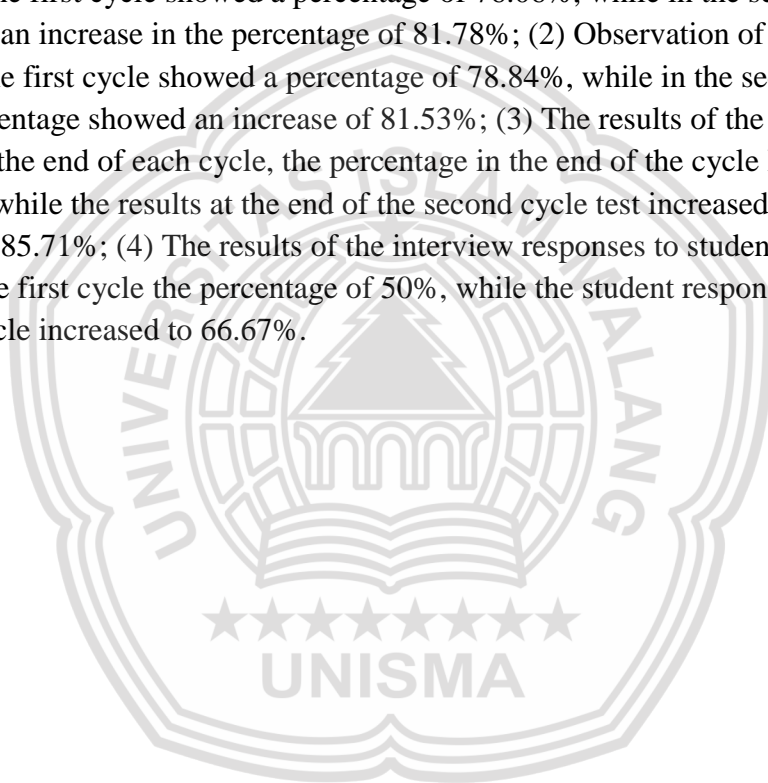 an increase in the percentage of 81.78%; (2) Observation of
e first cycle showed a percentage of 78.84%, while in the se
entage showed an increase of 81.53%; (3) The results of the
the end of each cycle, the percentage in the end of the cycle
while the results at the end of the second cycle test increased
85.71%; (4) The results of the interview responses to studen
e first cycle the percentage of 50%, while the student respon
cle increased to 66.67%.
UNIVERSITAS ISLAM MALANG
UNISMA